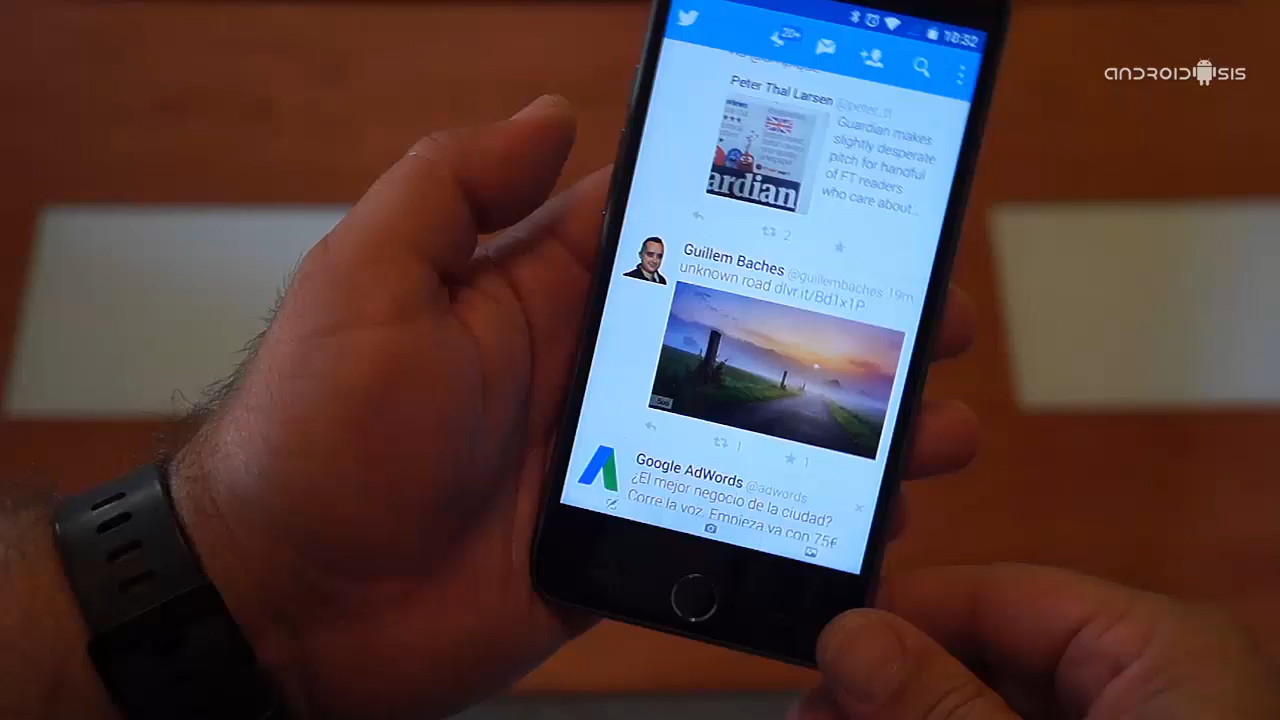 20+
10:52
ANDROIDSIS
Peter Thal Larsen
Guardian makes
slightly desperate
pitch for handful
of FT readers
who care about...
ardian
2
Guillem Baches @guillembaches 19m
unknown road dlvr.it/Bd1x1P
1
1
Google AdWords @adwords
¿El mejor negocio de la ciudad?
Corre la voz. Empieza ya con 75€